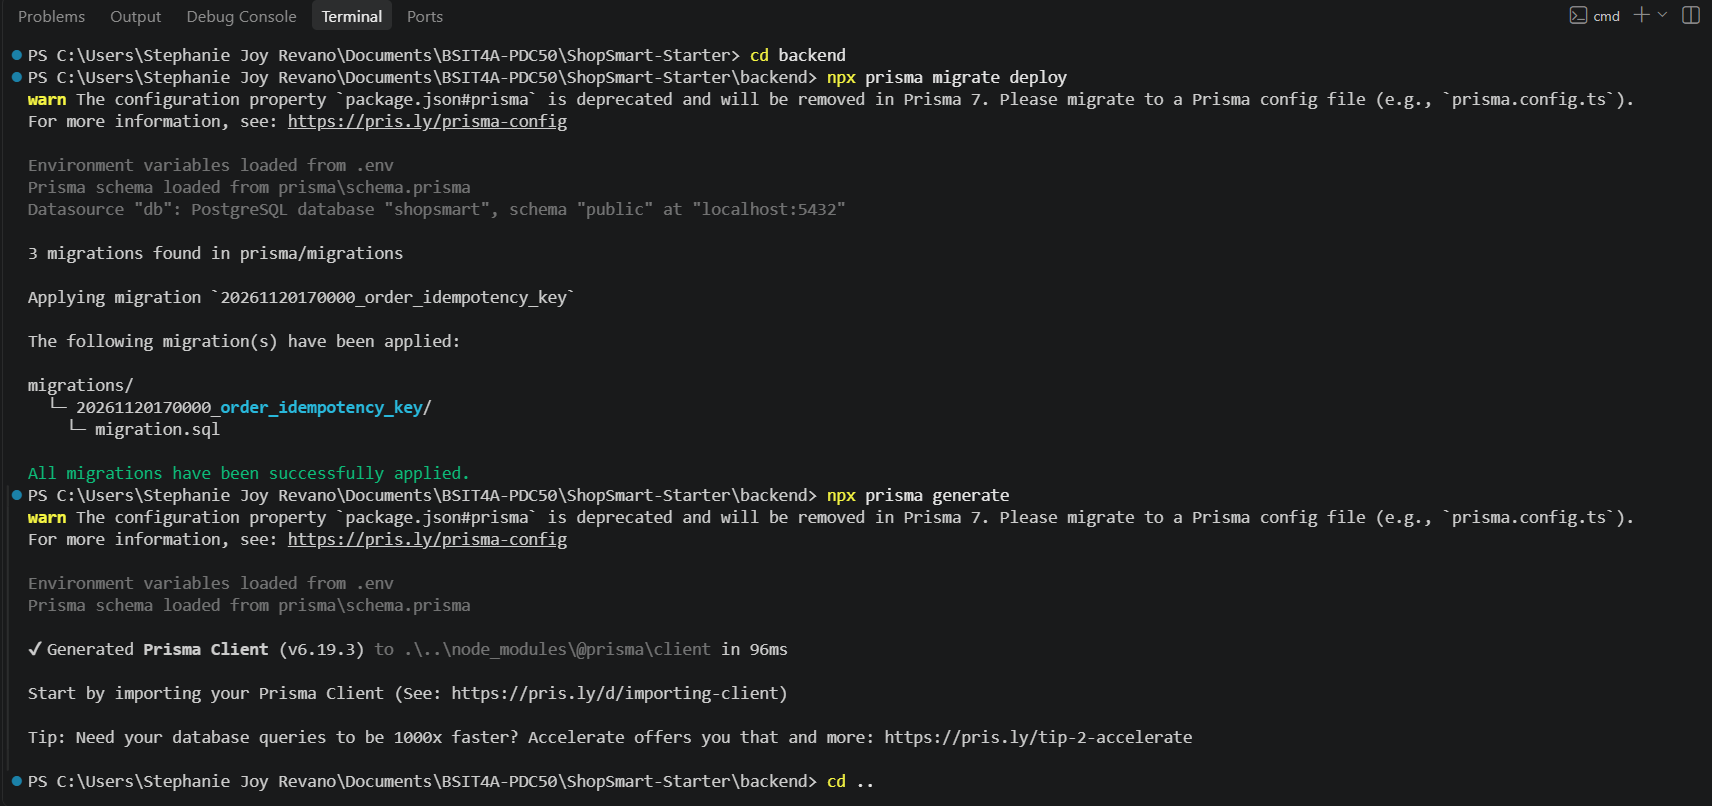 Problems Output Debug Console Terminal Ports cmd
PS C:\Users\Stephanie Joy Revano\Documents\BSIT4A-PDC50\ShopSmart-Starter> cd backend
PS C:\Users\Stephanie Joy Revano\Documents\BSIT4A-PDC50\ShopSmart-Starter\backend> npx prisma migrate deploy
warn The configuration property `package.json#prisma` is deprecated and will be removed in Prisma 7. Please migrate to a Prisma config file (e.g., `prisma.config.ts`).
For more information, see: https://pris.ly/prisma-config
Environment variables loaded from .env
Prisma schema loaded from prisma\schema.prisma
Datasource "db": PostgreSQL database "shopsmart", schema "public" at "localhost:5432"
3 migrations found in prisma/migrations
Applying migration `20261120170000_order_idempotency_key`
The following migration(s) have been applied:
migrations/
└─ 20261120170000_order_idempotency_key/
└─ migration.sql
All migrations have been successfully applied.
PS C:\Users\Stephanie Joy Revano\Documents\BSIT4A-PDC50\ShopSmart-Starter\backend> npx prisma generate
warn The configuration property `package.json#prisma` is deprecated and will be removed in Prisma 7. Please migrate to a Prisma config file (e.g., `prisma.config.ts`).
For more information, see: https://pris.ly/prisma-config
Environment variables loaded from .env
Prisma schema loaded from prisma\schema.prisma
✔ Generated Prisma Client (v6.19.3) to .\..\node_modules\@prisma\client in 96ms
Start by importing your Prisma Client (See: https://pris.ly/d/importing-client)
Tip: Need your database queries to be 1000x faster? Accelerate offers you that and more: https://pris.ly/tip-2-accelerate
PS C:\Users\Stephanie Joy Revano\Documents\BSIT4A-PDC50\ShopSmart-Starter\backend> cd ..